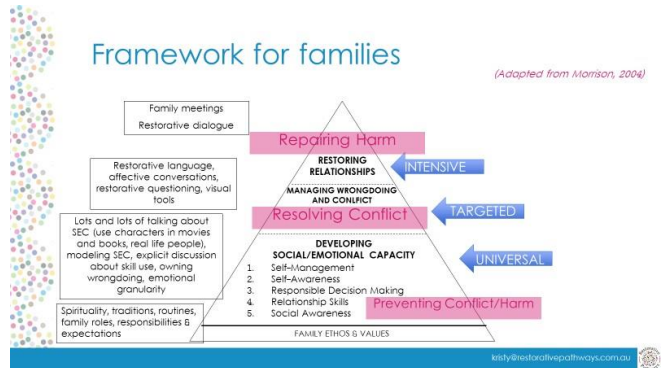 Framework for families
(Adapted from Morrison, 2004)
Family meetings
Restorative dialogue
Repairing Harm
RESTORING
RELATIONSHIPS
INTENSIVE
Restorative language,
affective conversations,
restorative questioning, visual
tools
MANAGING WRONGDOING
AND CONFLICT
Resolving Conflict
TARGETED
Lots and lots of talking about
SEC (use characters in movies
and books, real life people),
modeling SEC, explicit discussion
about skill use, owning
wrongdoing, emotional
granularity
DEVELOPING
SOCIAL/EMOTIONAL CAPACITY
1. Self-Management
2. Self-Awareness
3. Responsible Decision Making
4. Relationship Skills
5. Social Awareness
UNIVERSAL
Preventing Conflict/Harm
Spirituality, traditions, routines,
family roles, responsibilities &
expectations
FAMILY ETHOS & VALUES
kristy@restorativepathways.com.au